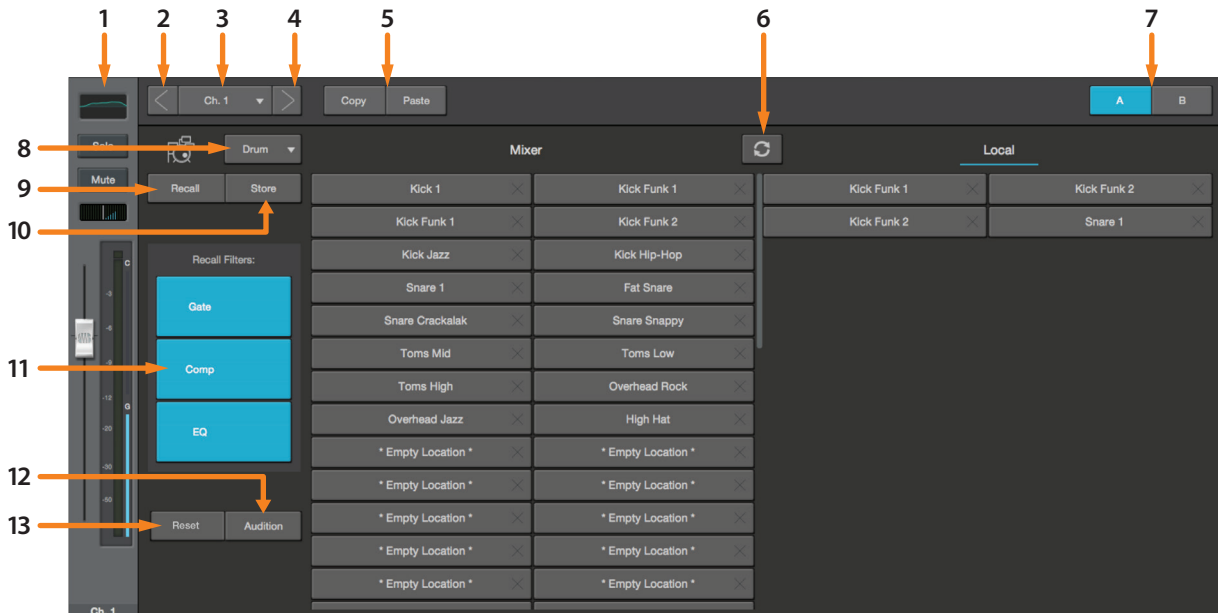 1 2 3 4 5 6 7
Ch. 1 Copy Paste A B
Solo
8 Drum Mixer Local
Mute
9 Recall Store Kick 1 Kick Funk 1 Kick Funk 1 Kick Funk 2
10 Kick Funk 1 Kick Funk 2 Kick Funk 2 Snare 1
Recall Filters: Kick Jazz Kick Hip-Hop
C
-3 Gate Snare 1 Fat Snare
-6 Snare Crackalak Snare Snappy
-9 Toms Mid Toms Low
11 Comp
Toms High Overhead Rock
-12
G
Overhead Jazz High Hat
-20 EQ
* Empty Location * * Empty Location *
-30
12 * Empty Location * * Empty Location *
-50
* Empty Location * * Empty Location *
13 Reset Audition
* Empty Location * * Empty Location *
* Empty Location * * Empty Location *
Ch. 1